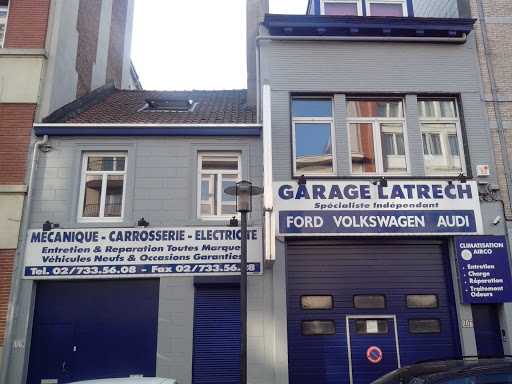 MECANIQUE - CARROSSERIE - ELECTRICITE
Entretien & Reparation Toutes Marque
Véhicules Neufs & Occasions Garanties
Tel. 02/733.56.08 - Fax 02/733.56.28
GARAGE LATRECH
Spécialiste Indépendant
FORD VOLKSWAGEN AUDI
CLIMATISATION
AIRCO
. Entretien
. Charge
. Réparation
. Traitement
Odeurs